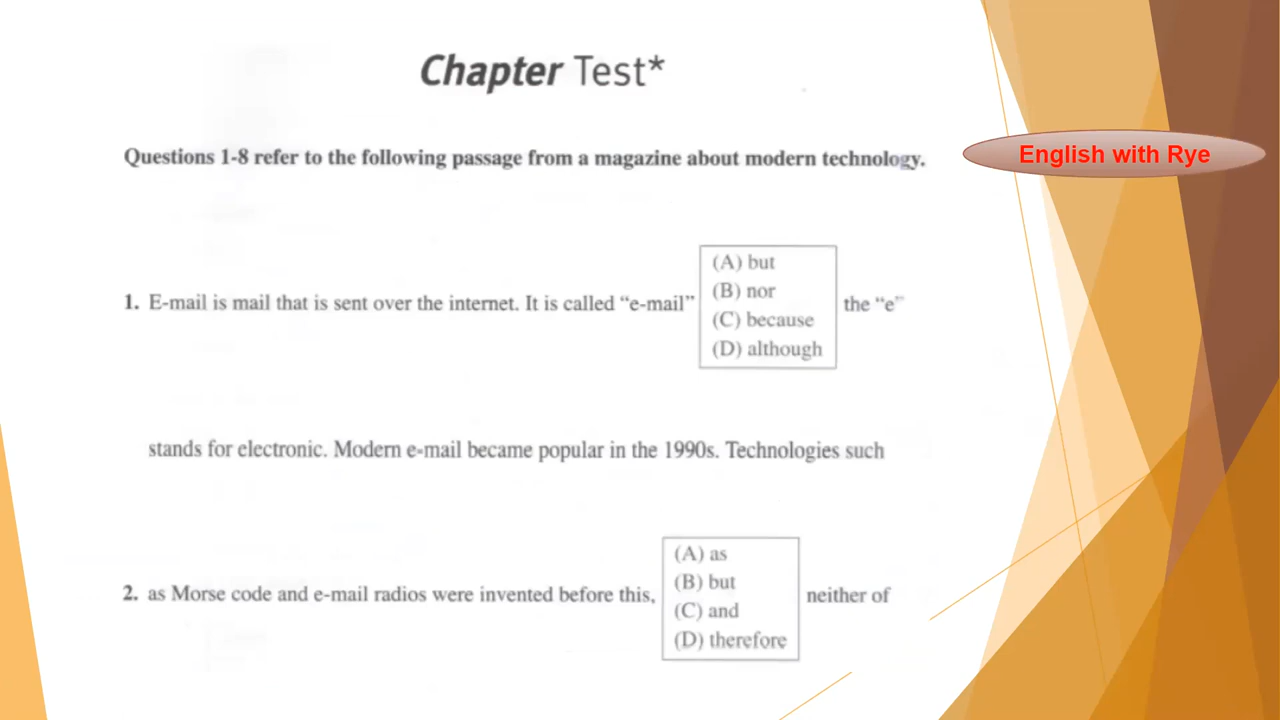 Chapter Test*
Questions 1-8 refer to the following passage from a magazine about modern technology.
English with Rye
1. E-mail is mail that is sent over the internet. It is called “e-mail”
(A) but
(B) nor
(C) because
(D) although
the “e”
stands for electronic. Modern e-mail became popular in the 1990s. Technologies such
2. as Morse code and e-mail radios were invented before this,
(A) as
(B) but
(C) and
(D) therefore
neither of